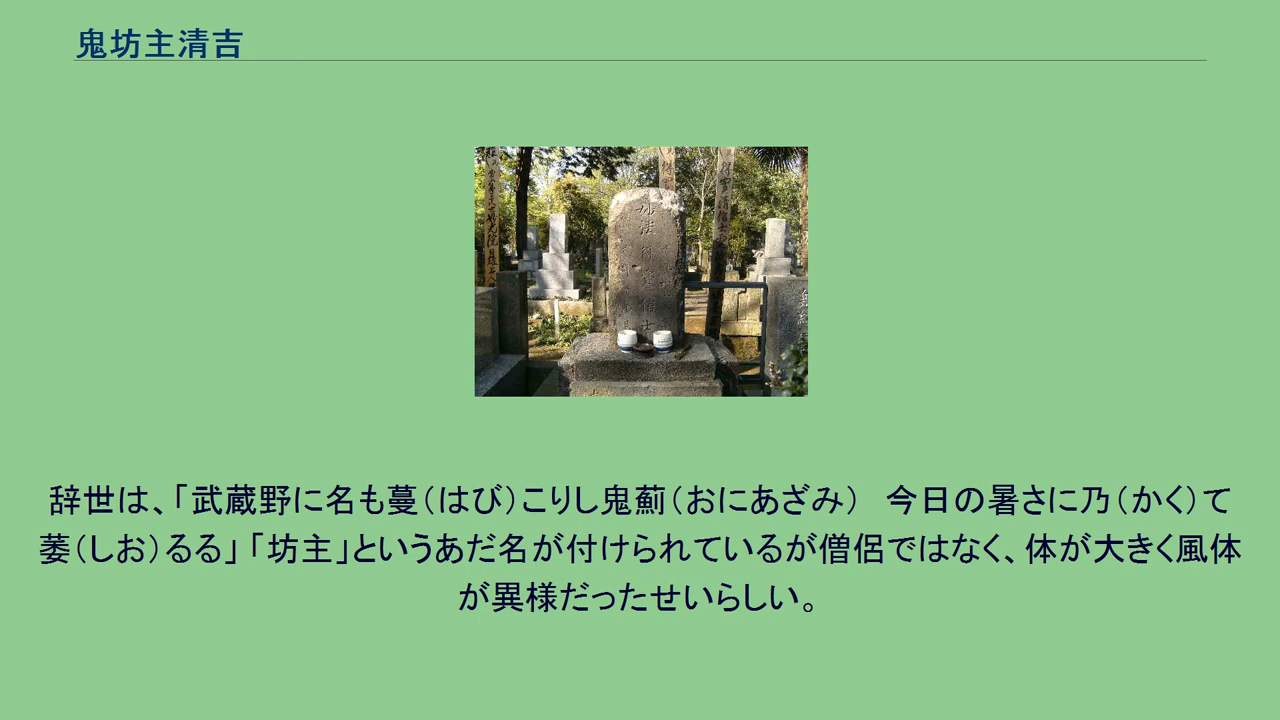 鬼坊主清吉
辞世は、「武蔵野に名も蔓（はび）こりし鬼薊（おにあざみ）　今日の暑さに乃（かく）て
萎（しお）るる」 「坊主」というあだ名が付けられているが僧侶ではなく、体が大きく風体
が異様だったせいらしい。